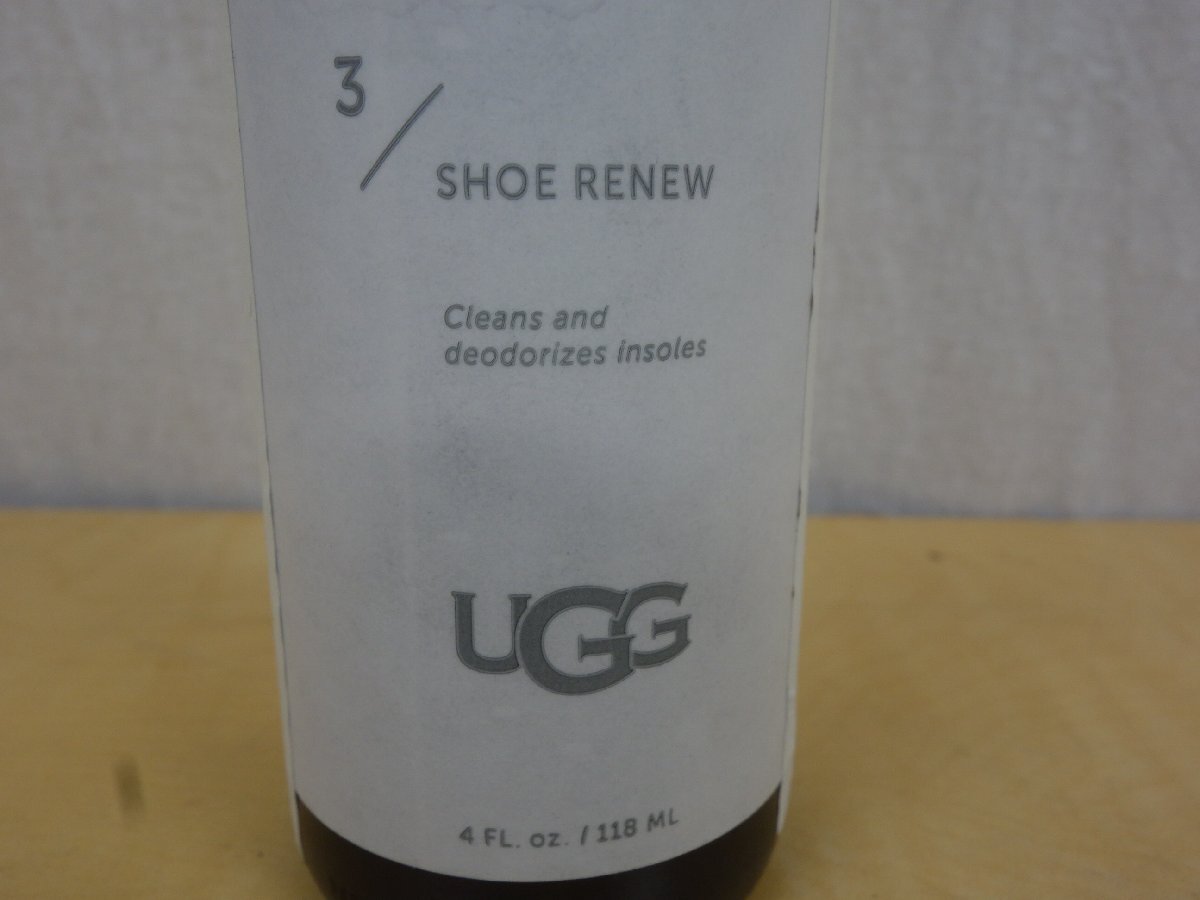 3/
SHOE RENEW
Cleans and
deodorizes insoles
UGG
4 FL. oz. / 118 ML